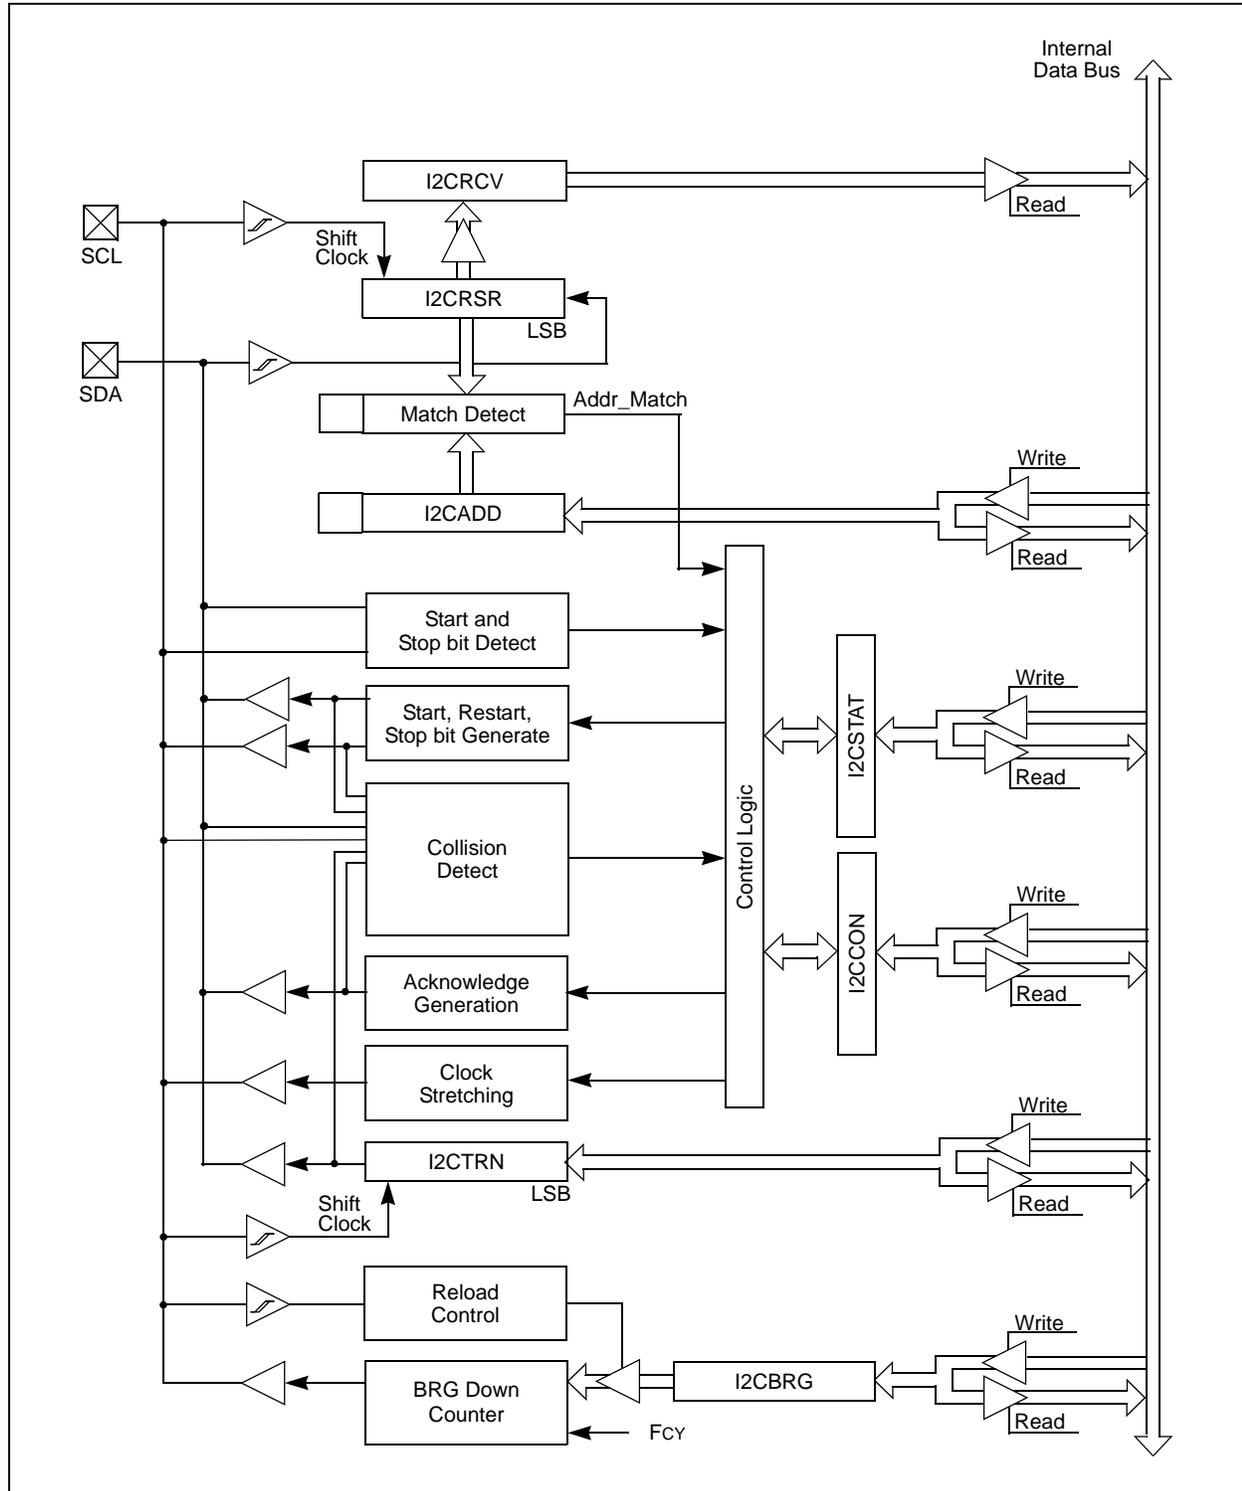 Internal
Data Bus
I2CRCV
Read
SCL
Shift
Clock
I2CRSR
LSB
SDA
Match Detect
Addr_Match
Write
I2CADD
Read
Start and
Stop bit Detect
Start, Restart,
Stop bit Generate
Write
I2CSTAT
Read
Collision
Detect
Control Logic
Write
I2CCON
Read
Acknowledge
Generation
Clock
Stretching
Write
I2CTRN
LSB
Read
Shift
Clock
Reload
Control
Write
BRG Down
Counter
I2CBRG
Read
FCY